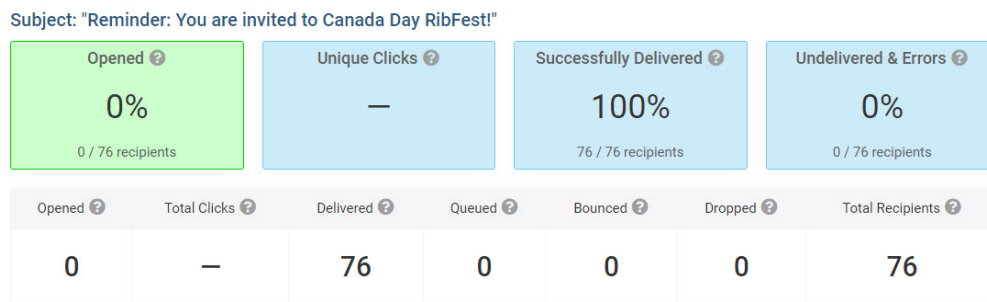 Subject: "Reminder: You are invited to Canada Day RibFest!"
Opened ? Unique Clicks ? Successfully Delivered ? Undelivered & Errors ?
0% — 100% 0%
0 / 76 recipients 76 / 76 recipients 0 / 76 recipients
Opened ? Total Clicks ? Delivered ? Queued ? Bounced ? Dropped ? Total Recipients ?
0 — 76 0 0 0 76